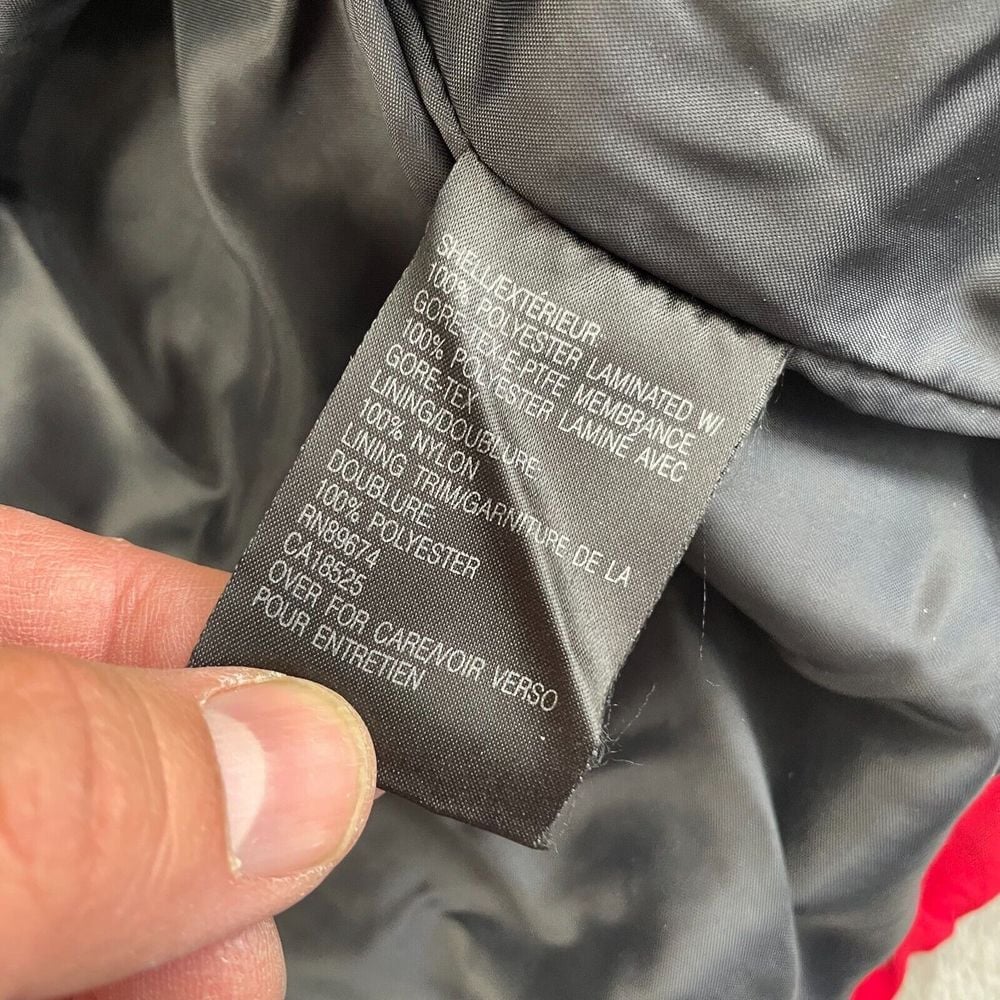 SHELL/EXTÉRIEUR
100% POLYESTER LAMINATED W/
GORE-TEX E-PTFE MEMBRANCE
100% POLYESTER LAMINÉ AVEC
GORE-TEX
LINING/DOUBLURE
100% NYLON
LINING TRIM/GARNITURE DE LA
DOUBLURE
100% POLYESTER
RN89674
CA18525
OVER FOR CARE/VOIR VERSO
POUR ENTRETIEN